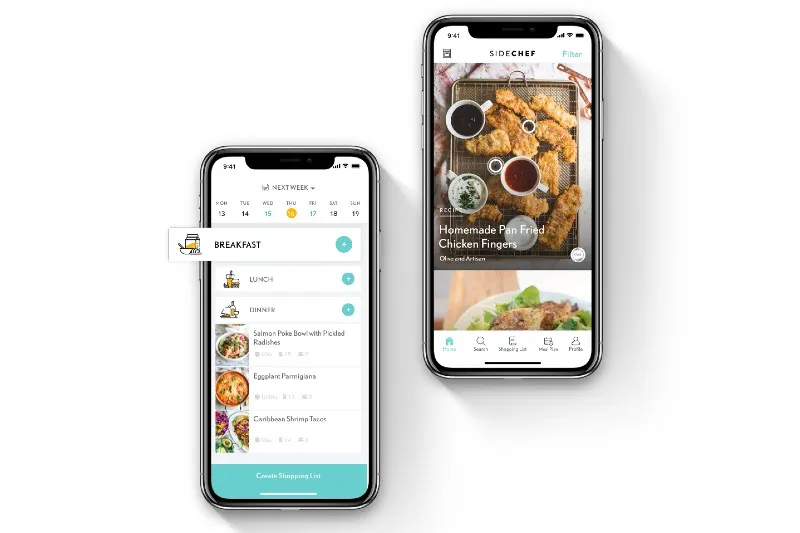 9:41
NEXT WEEK
MON TUE WED THU FRI SAT SUN
13 14 15 16 17 18 19
BREAKFAST
LUNCH
DINNER
Salmon Poke Bowl with Pickled
Radishes
Eggplant Parmigiana
Caribbean Shrimp Tacos
Create Shopping List
9:41
SIDECHEF
Filter
RECIPE
Homemade Pan Fried
Chicken Fingers
Olive and Artisan
Home Search Shopping List Meal Plan Profile